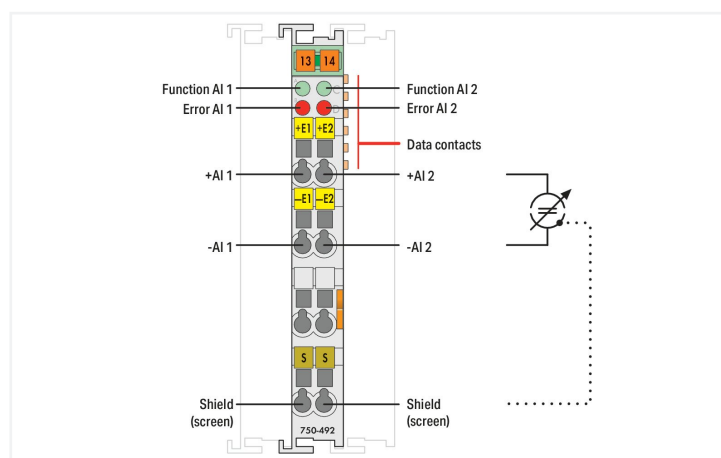 13 14
Function AI 1
Function AI 2
Error AI 1
Error AI 2
+E1 +E2
Data contacts
+AI 1
+AI 2
—E1 —E2
-AI 1
-AI 2
S S
Shield
(screen)
Shield
(screen)
750-492